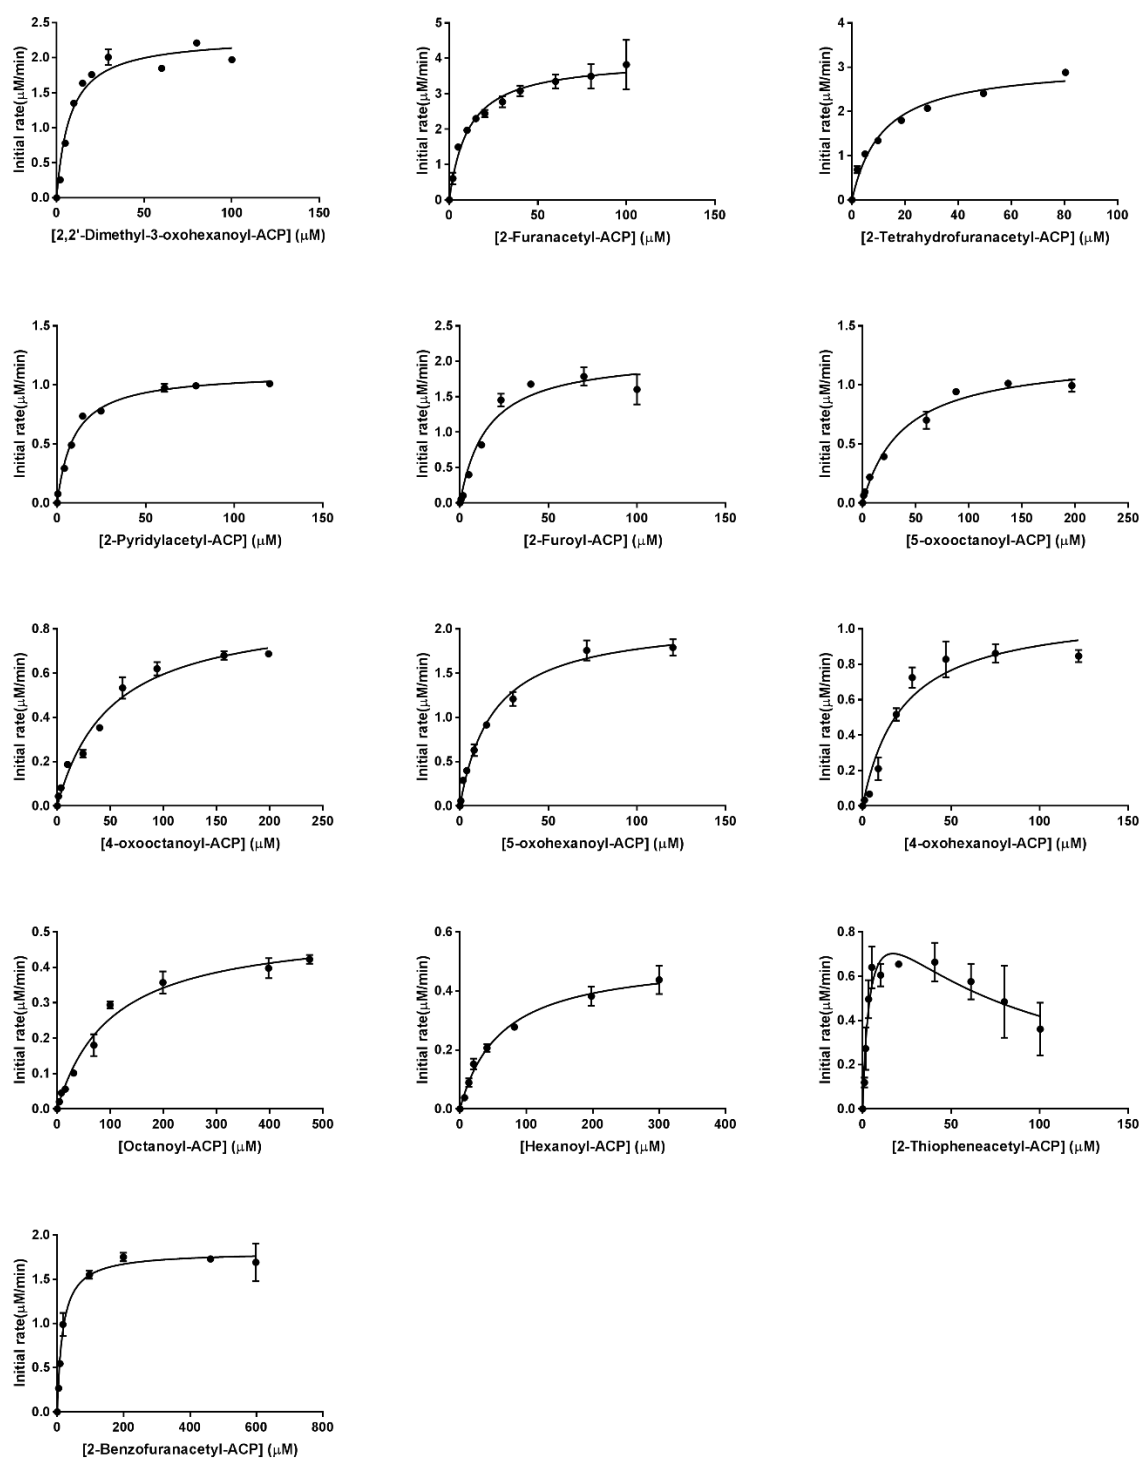 Initial rate(μM/min)
2.5
2.0
1.5
1.0
0.5
0.0
0 50 100 150
[2,2'-Dimethyl-3-oxohexanoyl-ACP] (μM)
Initial rate(μM/min)
5
4
3
2
1
0
0 50 100 150
[2-Furanacetyl-ACP] (μM)
Initial rate(μM/min)
4
3
2
1
0
0 20 40 60 80 100
[2-Tetrahydrofuranacetyl-ACP] (μM)
Initial rate(μM/min)
1.5
1.0
0.5
0.0
0 50 100 150
[2-Pyridylacetyl-ACP] (μM)
Initial rate(μM/min)
2.5
2.0
1.5
1.0
0.5
0.0
0 50 100 150
[2-Furoyl-ACP] (μM)
Initial rate(μM/min)
1.5
1.0
0.5
0.0
0 50 100 150 200 250
[5-oxooctanoyl-ACP] (μM)
Initial rate(μM/min)
0.8
0.6
0.4
0.2
0.0
0 50 100 150 200 250
[4-oxooctanoyl-ACP] (μM)
Initial rate(μM/min)
2.0
1.5
1.0
0.5
0.0
0 50 100 150
[5-oxohexanoyl-ACP] (μM)
Initial rate(μM/min)
1.0
0.8
0.6
0.4
0.2
0.0
0 50 100 150
[4-oxohexanoyl-ACP] (μM)
Initial rate(μM/min)
0.5
0.4
0.3
0.2
0.1
0.0
0 100 200 300 400 500
[Octanoyl-ACP] (μM)
Initial rate(μM/min)
0.6
0.4
0.2
0.0
0 100 200 300 400
[Hexanoyl-ACP] (μM)
Initial rate(μM/min)
0.8
0.6
0.4
0.2
0.0
0 50 100 150
[2-Thiopheneacetyl-ACP] (μM)
Initial rate(μM/min)
2.0
1.5
1.0
0.5
0.0
0 200 400 600 800
[2-Benzofuranacetyl-ACP] (μM)